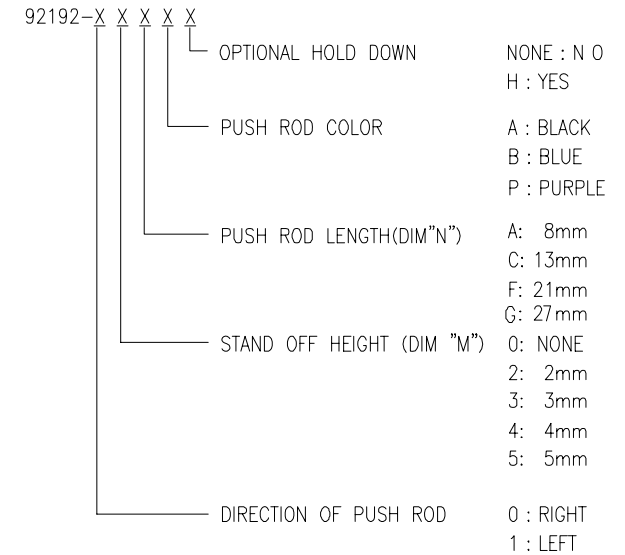 92192-X X X X X
OPTIONAL HOLD DOWN NONE : N O
H : YES
PUSH ROD COLOR A : BLACK
B : BLUE
P : PURPLE
PUSH ROD LENGTH(DIM"N") A: 8mm
C: 13mm
F: 21mm
G: 27mm
STAND OFF HEIGHT (DIM "M") 0: NONE
2: 2mm
3: 3mm
4: 4mm
5: 5mm
DIRECTION OF PUSH ROD 0 : RIGHT
1 : LEFT